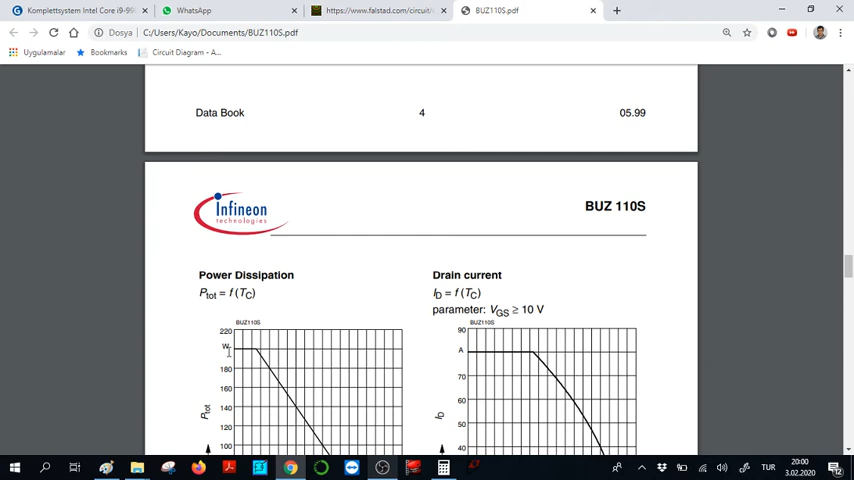 Komplettsystem Intel Core i9-990
WhatsApp
https://www.falstad.com/circuit/
BUZ110S.pdf
Dosya
C:/Users/Kayo/Documents/BUZ110S.pdf
Uygulamalar
Bookmarks
Circuit Diagram - A...
Data Book
4
05.99
Infineon
technologies
BUZ 110S
Power Dissipation
Ptot = f (TC)
Drain current
ID = f (TC)
parameter: VGS ≥ 10 V
BUZ110S
220
W
180
160
140
120
100
Ptot
BUZ110S
90
A
70
60
50
40
ID
TUR
20:00
3.02.2020
12